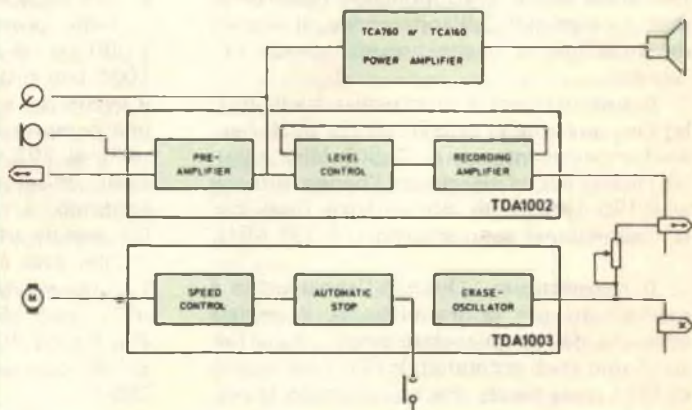 TCA760 or TCA160
POWER AMPLIFIER
PRE-
AMPLIFIER
LEVEL
CONTROL
RECORDING
AMPLIFIER
TDA1002
M
SPEED
CONTROL
AUTOMATIC
STOP
ERASE-
OSCILLATOR
TDA1003